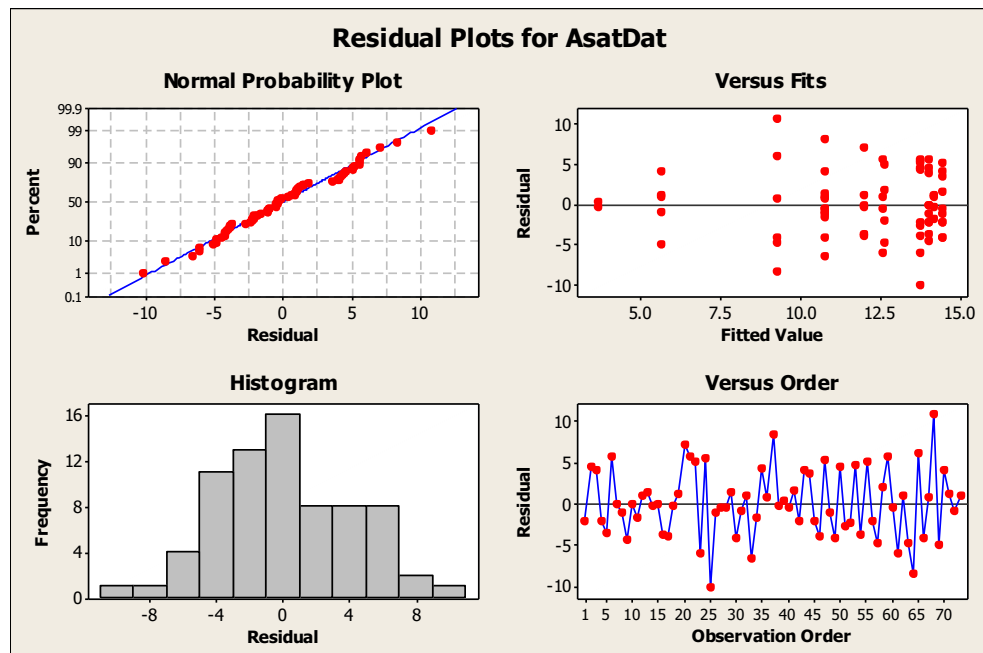 Residual Plots for AsatDat
Normal Probability Plot
99.9
99
90
50
10
1
0.1
Percent
-10 -5 0 5 10
Residual
Versus Fits
10
5
0
-5
-10
Residual
5.0 7.5 10.0 12.5 15.0
Fitted Value
Histogram
16
12
8
4
0
Frequency
-8 -4 0 4 8
Residual
Versus Order
10
5
0
-5
-10
Residual
1 5 10 15 20 25 30 35 40 45 50 55 60 65 70
Observation Order